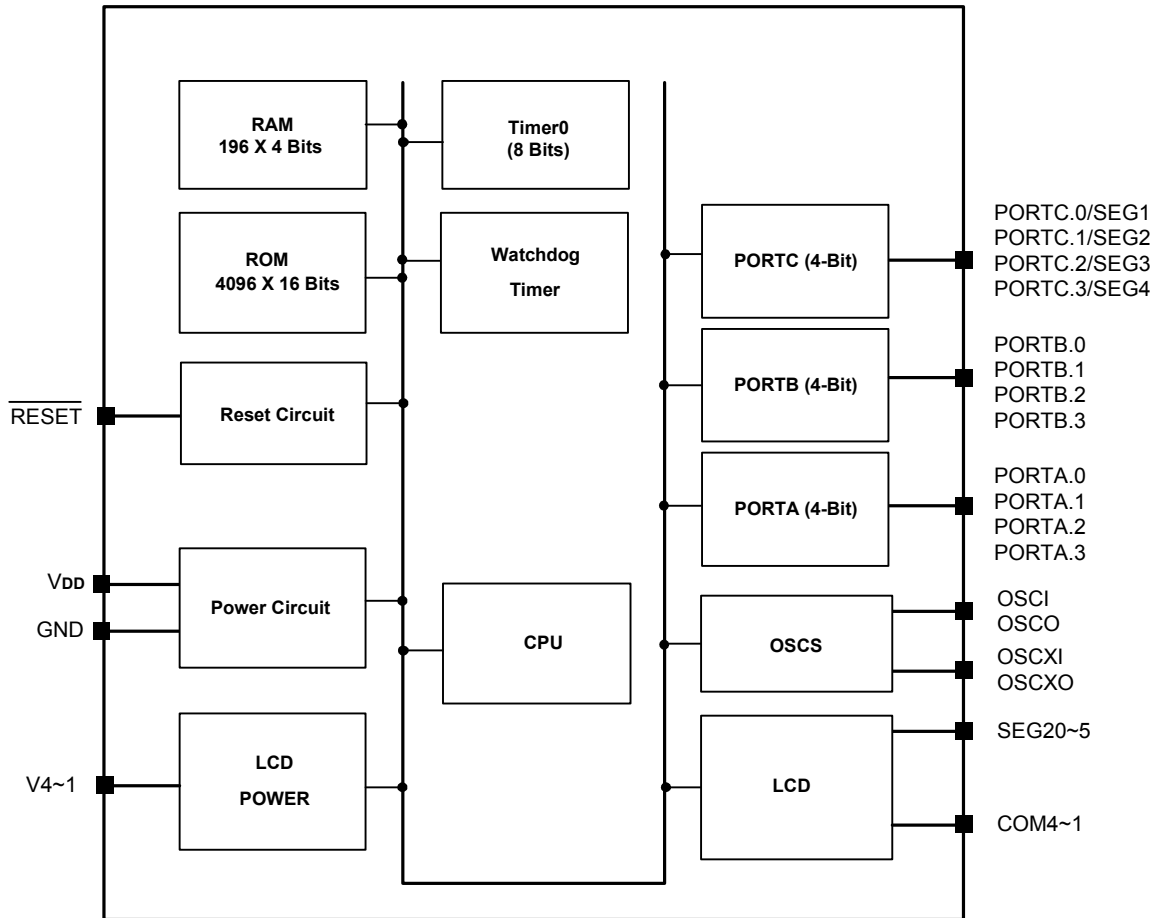 RAM
196 X 4 Bits
Timer0
(8 Bits)
ROM
4096 X 16 Bits
Watchdog
Timer
Reset Circuit
RESET
VDD
GND
Power Circuit
CPU
LCD
POWER
V4~1
PORTC (4-Bit)
PORTC.0/SEG1
PORTC.1/SEG2
PORTC.2/SEG3
PORTC.3/SEG4
PORTB (4-Bit)
PORTB.0
PORTB.1
PORTB.2
PORTB.3
PORTA (4-Bit)
PORTA.0
PORTA.1
PORTA.2
PORTA.3
OSCS
OSCI
OSCO
OSCXI
OSCXO
LCD
SEG20~5
COM4~1